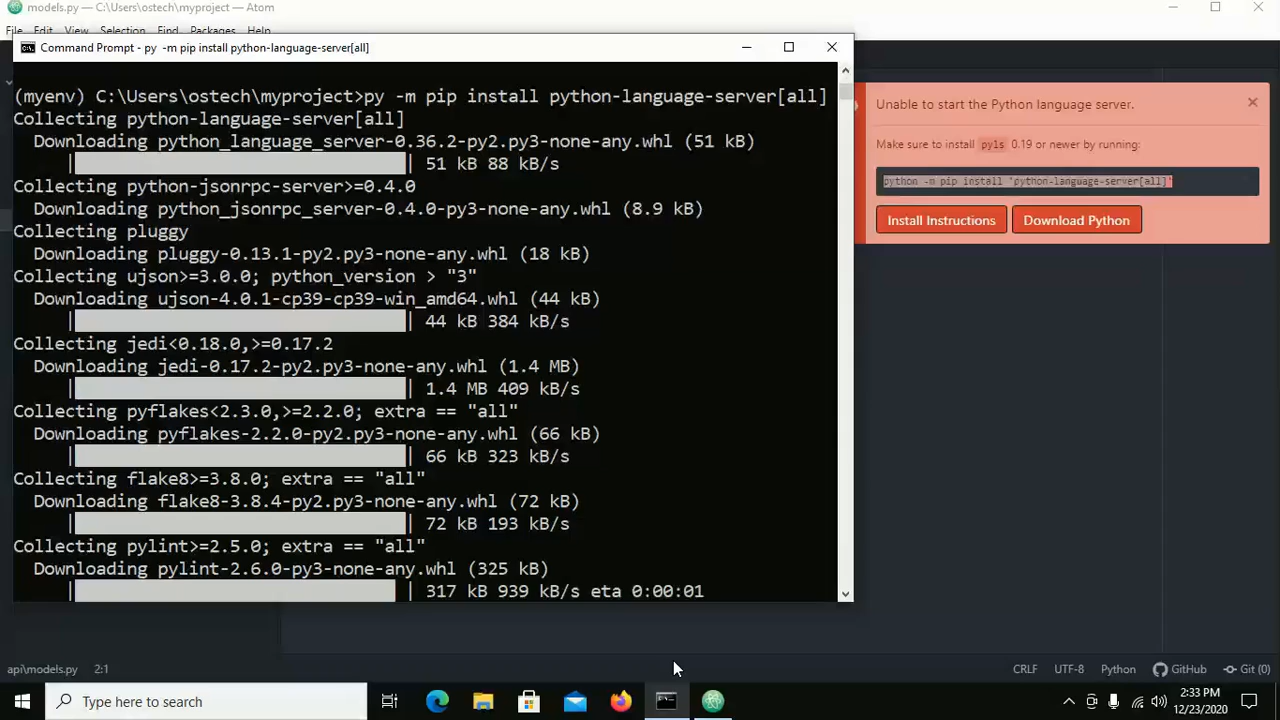 models.py — C:\Users\ostech\myproject — Atom
File Edit View Selection Find Packages Help
Command Prompt - py -m pip install python-language-server[all]
(myenv) C:\Users\ostech\myproject>py -m pip install python-language-server[all]
Collecting python-language-server[all]
Downloading python_language_server-0.36.2-py2.py3-none-any.whl (51 kB)
| | 51 kB 88 kB/s
Collecting python-jsonrpc-server>=0.4.0
Downloading python_jsonrpc_server-0.4.0-py3-none-any.whl (8.9 kB)
Collecting pluggy
Downloading pluggy-0.13.1-py2.py3-none-any.whl (18 kB)
Collecting ujson>=3.0.0; python_version > "3"
Downloading ujson-4.0.1-cp39-cp39-win_amd64.whl (44 kB)
| | 44 kB 384 kB/s
Collecting jedi<0.18.0,>=0.17.2
Downloading jedi-0.17.2-py2.py3-none-any.whl (1.4 MB)
| | 1.4 MB 409 kB/s
Collecting pyflakes<2.3.0,>=2.2.0; extra == "all"
Downloading pyflakes-2.2.0-py2.py3-none-any.whl (66 kB)
| | 66 kB 323 kB/s
Collecting flake8>=3.8.0; extra == "all"
Downloading flake8-3.8.4-py2.py3-none-any.whl (72 kB)
| | 72 kB 193 kB/s
Collecting pylint>=2.5.0; extra == "all"
Downloading pylint-2.6.0-py3-none-any.whl (325 kB)
| | 317 kB 939 kB/s eta 0:00:01
Unable to start the Python language server.
Make sure to install pyls 0.19 or newer by running:
python -m pip install 'python-language-server[all]'
Install Instructions Download Python
api\models.py 2:1 CRLF UTF-8 Python GitHub Git (0)
Type here to search
2:33 PM
12/23/2020